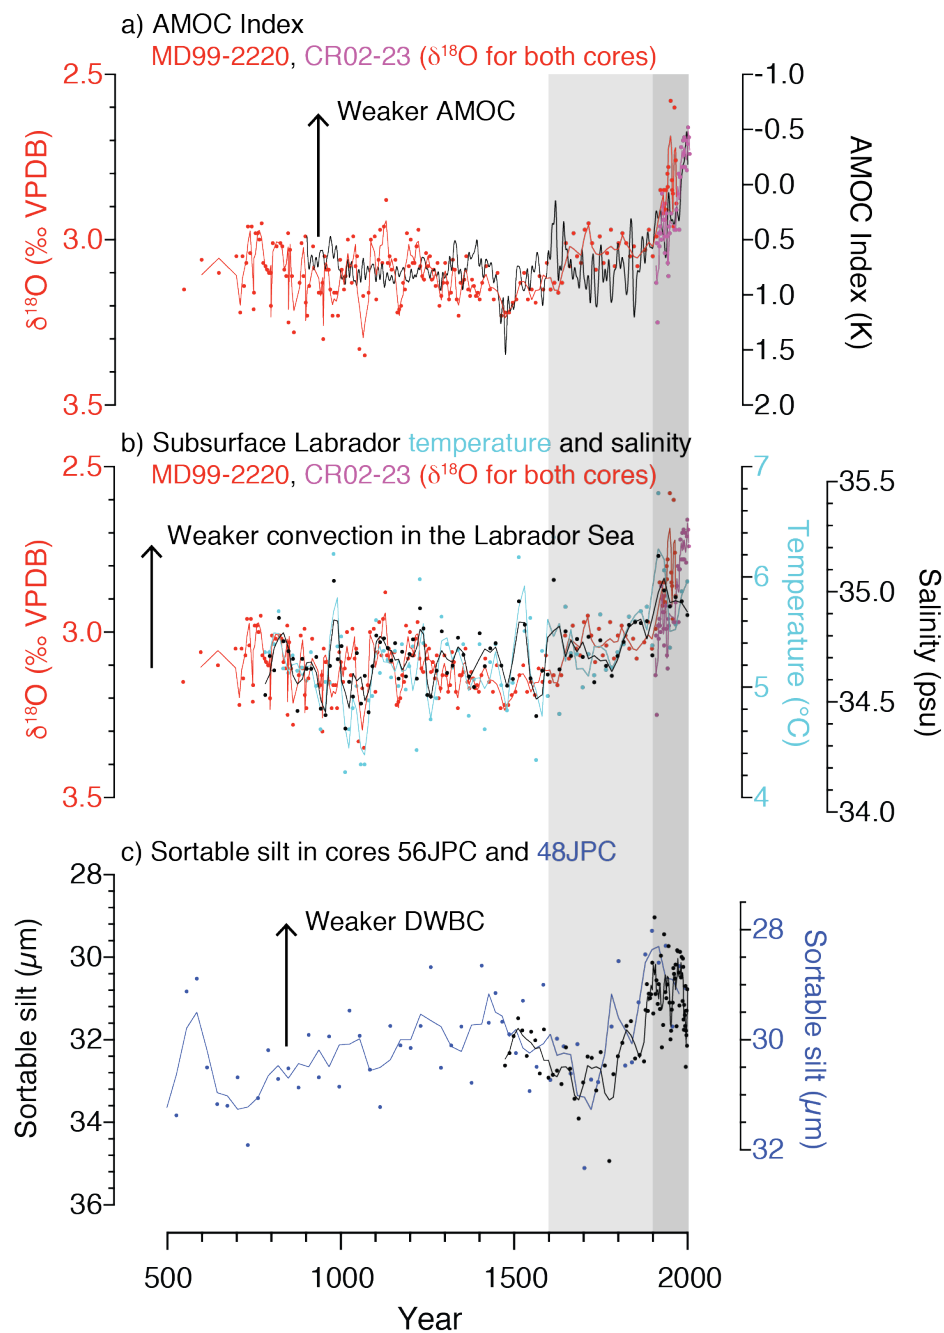 a) AMOC Index
MD99-2220, CR02-23 (δ¹⁸O for both cores)
2.5
3.0
3.5
δ¹⁸O (‰ VPDB)
Weaker AMOC
-1.0
-0.5
0.0
0.5
1.0
1.5
2.0
AMOC Index (K)
b) Subsurface Labrador temperature and salinity
MD99-2220, CR02-23 (δ¹⁸O for both cores)
2.5
3.0
3.5
δ¹⁸O (‰ VPDB)
Weaker convection in the Labrador Sea
7
6
5
4
Temperature (°C)
35.5
35.0
34.5
34.0
Salinity (psu)
c) Sortable silt in cores 56JPC and 48JPC
28
30
32
34
36
Sortable silt (µm)
Weaker DWBC
28
30
32
Sortable silt (µm)
500
1000
1500
2000
Year